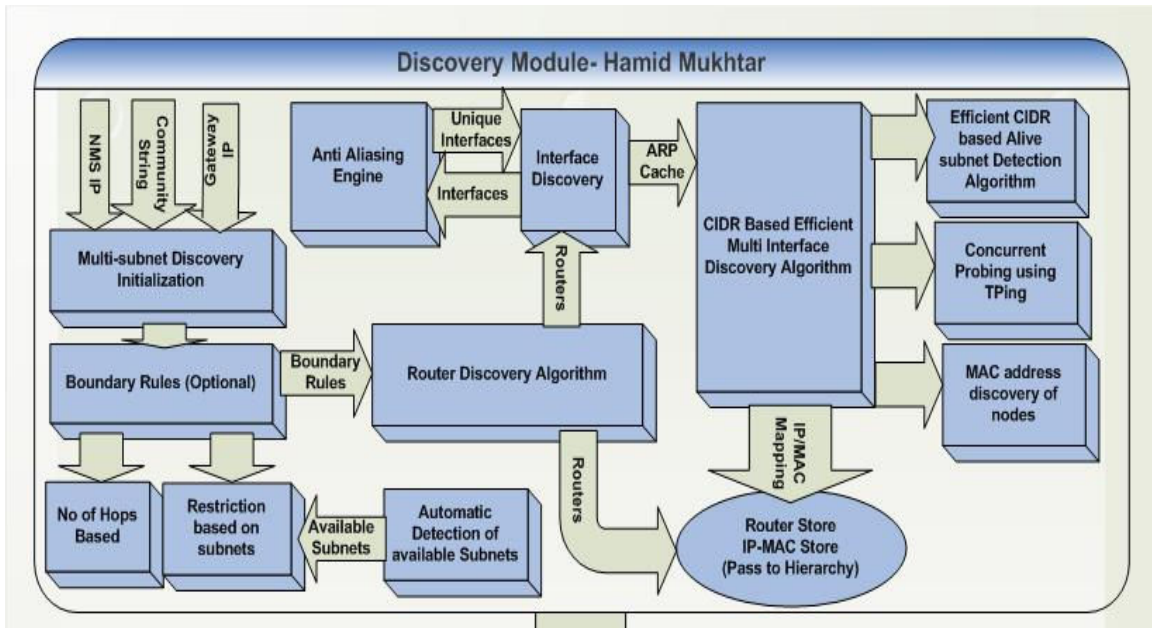 Discovery Module- Hamid Mukhtar
NMS IP
Community
String
Gateway
IP
Multi-subnet Discovery
Initialization
Anti Aliasing
Engine
Unique
Interfaces
Interfaces
Interface
Discovery
ARP
Cache
CIDR Based Efficient
Multi Interface
Discovery Algorithm
Efficient CIDR
based Alive
subnet Detection
Algorithm
Concurrent
Probing using
TPing
MAC address
discovery of
nodes
Routers
Boundary Rules (Optional)
Boundary
Rules
Router Discovery Algorithm
Routers
IP/MAC
Mapping
No of Hops
Based
Restriction
based on
subnets
Available
Subnets
Automatic
Detection of
available Subnets
Router Store
IP-MAC Store
(Pass to Hierarchy)